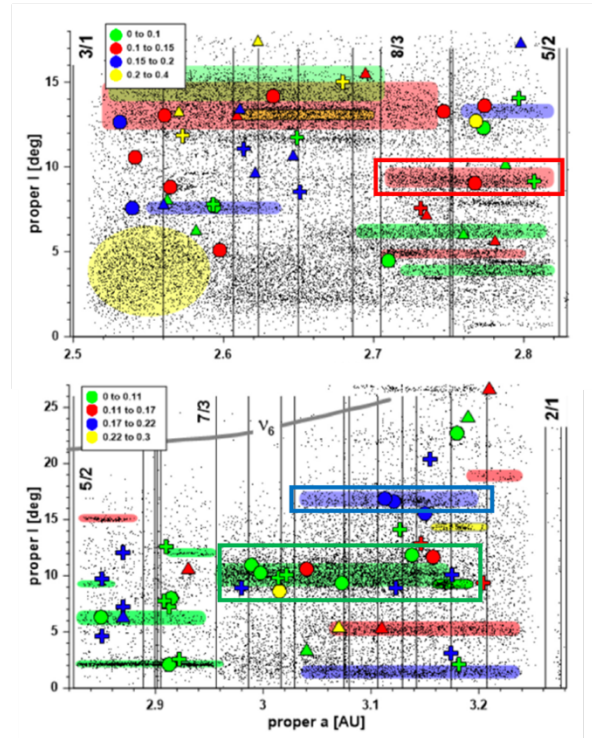 3/1
8/3
5/2
0 to 0.1
0.1 to 0.15
0.15 to 0.2
0.2 to 0.4
15
10
5
0
proper I [deg]
2.5
2.6
2.7
2.8
0 to 0.11
0.11 to 0.17
0.17 to 0.22
0.22 to 0.3
7/3
2/1
ν6
5/2
25
20
15
10
5
0
proper I [deg]
2.9
3
3.1
3.2
proper a [AU]